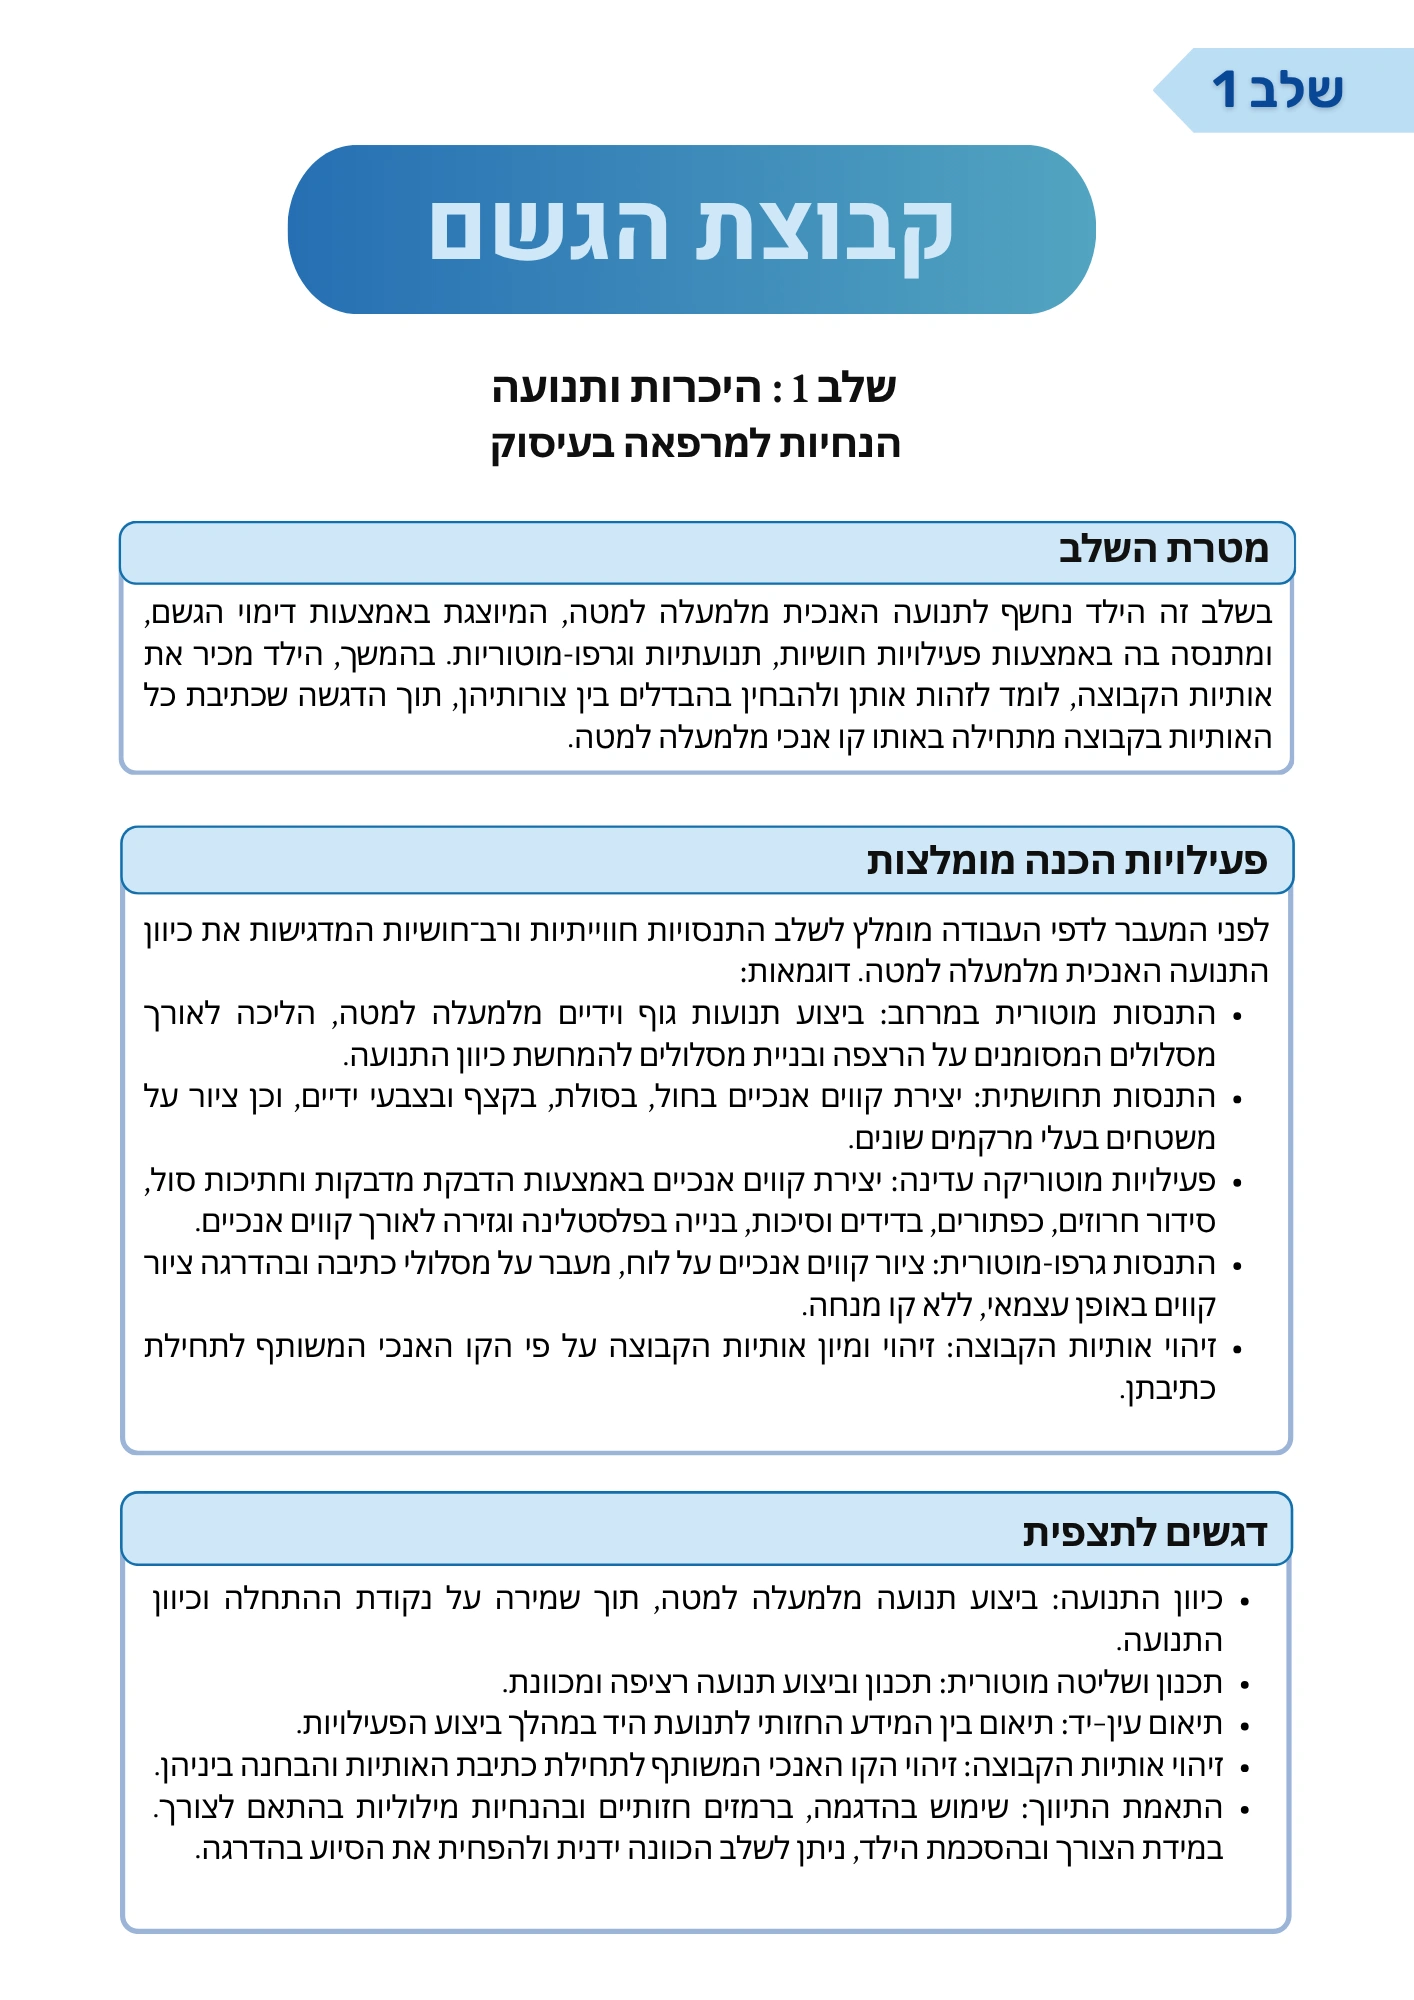 שלב 1
קבוצת הגשם
שלב 1 : היכרות ותנועה
הנחיות למרפאה בעיסוק
מטרת השלב
בשלב זה הילד נחשף לתנועה האנכית מלמעלה למטה, המיוצגת באמצעות דימוי הגשם,
ומתנסה בה באמצעות פעילויות חושיות, תנועתיות וגרפו-מוטוריות. בהמשך, הילד מכיר את
אותיות הקבוצה, לומד לזהות אותן ולהבחין בהבדלים בין צורותיהן, תוך הדגשה שכתיבת כל
האותיות בקבוצה מתחילה באותו קו אנכי מלמעלה למטה.
פעילויות הכנה מומלצות
לפני המעבר לדפי העבודה מומלץ לשלב התנסויות חווייתיות ורב־חושיות המדגישות את כיוון
התנועה האנכית מלמעלה למטה. דוגמאות:
• התנסות מוטורית במרחב: ביצוע תנועות גוף וידיים מלמעלה למטה, הליכה לאורך
מסלולים המסומנים על הרצפה ובניית מסלולים להמחשת כיוון התנועה.
• התנסות תחושתית: יצירת קווים אנכיים בחול, בסולת, בקצף ובצבעי ידיים, וכן ציור על
משטחים בעלי מרקמים שונים.
• פעילויות מוטוריקה עדינה: יצירת קווים אנכיים באמצעות הדבקת מדבקות וחתיכות סול,
סידור חרוזים, כפתורים, בדידים וסיכות, בנייה בפלסטלינה וגזירה לאורך קווים אנכיים.
• התנסות גרפו-מוטורית: ציור קווים אנכיים על לוח, מעבר על מסלולי כתיבה ובהדרגה ציור
קווים באופן עצמאי, ללא קו מנחה.
• זיהוי אותיות הקבוצה: זיהוי ומיון אותיות הקבוצה על פי הקו האנכי המשותף לתחילת
כתיבתן.
דגשים לתצפית
• כיוון התנועה: ביצוע תנועה מלמעלה למטה, תוך שמירה על נקודת ההתחלה וכיוון
התנועה.
• תכנון ושליטה מוטורית: תכנון וביצוע תנועה רציפה ומכוונת.
• תיאום עין–יד: תיאום בין המידע החזותי לתנועת היד במהלך ביצוע הפעילויות.
• זיהוי אותיות הקבוצה: זיהוי הקו האנכי המשותף לתחילת כתיבת האותיות והבחנה ביניהן.
• התאמת התיווך: שימוש בהדגמה, ברמזים חזותיים ובהנחיות מילוליות בהתאם לצורך.
במידת הצורך ובהסכמת הילד, ניתן לשלב הכוונה ידנית ולהפחית את הסיוע בהדרגה.